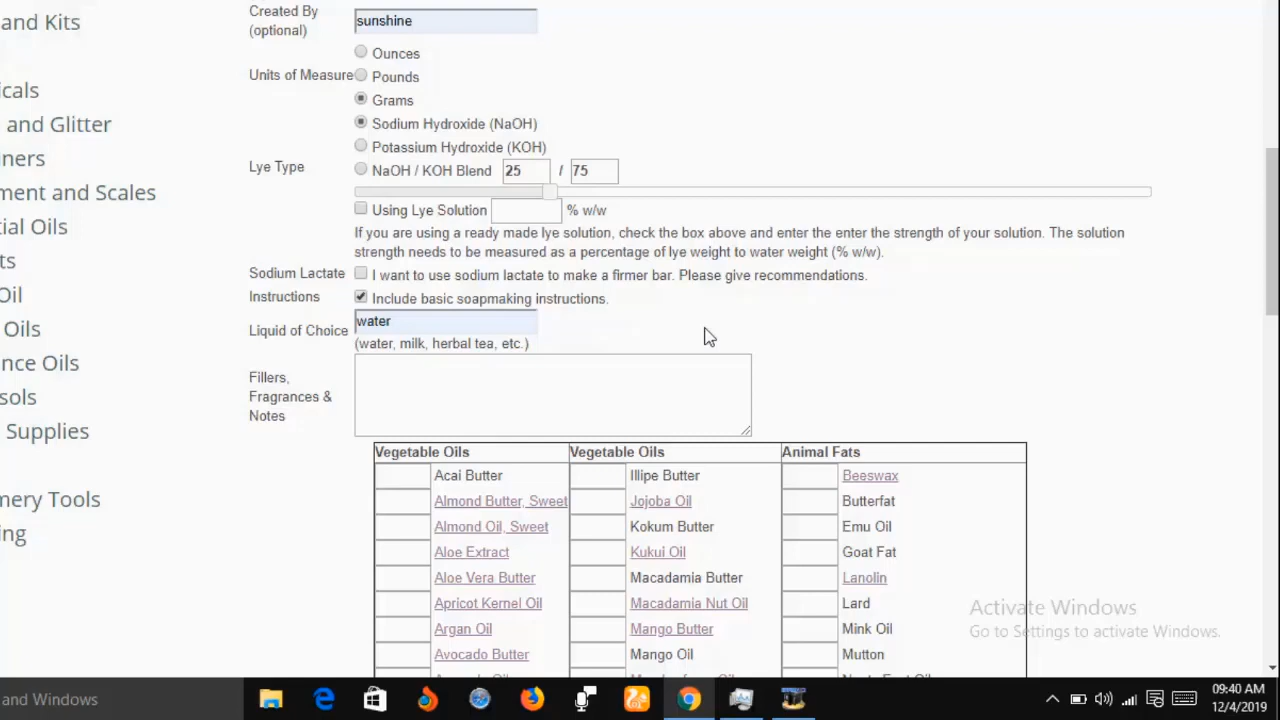 and Kits
icals
and Glitter
ners
ment and Scales
tial Oils
ts
Oil
Oils
nce Oils
sols
Supplies
mery Tools
ing
Created By
(optional)
sunshine
Units of Measure
Ounces
Pounds
Grams
Lye Type
Sodium Hydroxide (NaOH)
Potassium Hydroxide (KOH)
NaOH / KOH Blend 25 / 75
Using Lye Solution % w/w
If you are using a ready made lye solution, check the box above and enter the enter the strength of your solution. The solution
strength needs to be measured as a percentage of lye weight to water weight (% w/w).
Sodium Lactate I want to use sodium lactate to make a firmer bar. Please give recommendations.
Instructions Include basic soapmaking instructions.
Liquid of Choice water
(water, milk, herbal tea, etc.)
Fillers,
Fragrances &
Notes
Vegetable Oils Vegetable Oils Animal Fats
Acai Butter Illipe Butter Beeswax
Almond Butter, Sweet Jojoba Oil Butterfat
Almond Oil, Sweet Kokum Butter Emu Oil
Aloe Extract Kukui Oil Goat Fat
Aloe Vera Butter Macadamia Butter Lanolin
Apricot Kernel Oil Macadamia Nut Oil Lard
Argan Oil Mango Butter Mink Oil
Avocado Butter Mango Oil Mutton
Activate Windows
Go to Settings to activate Windows.
and Windows
09:40 AM
12/4/2019